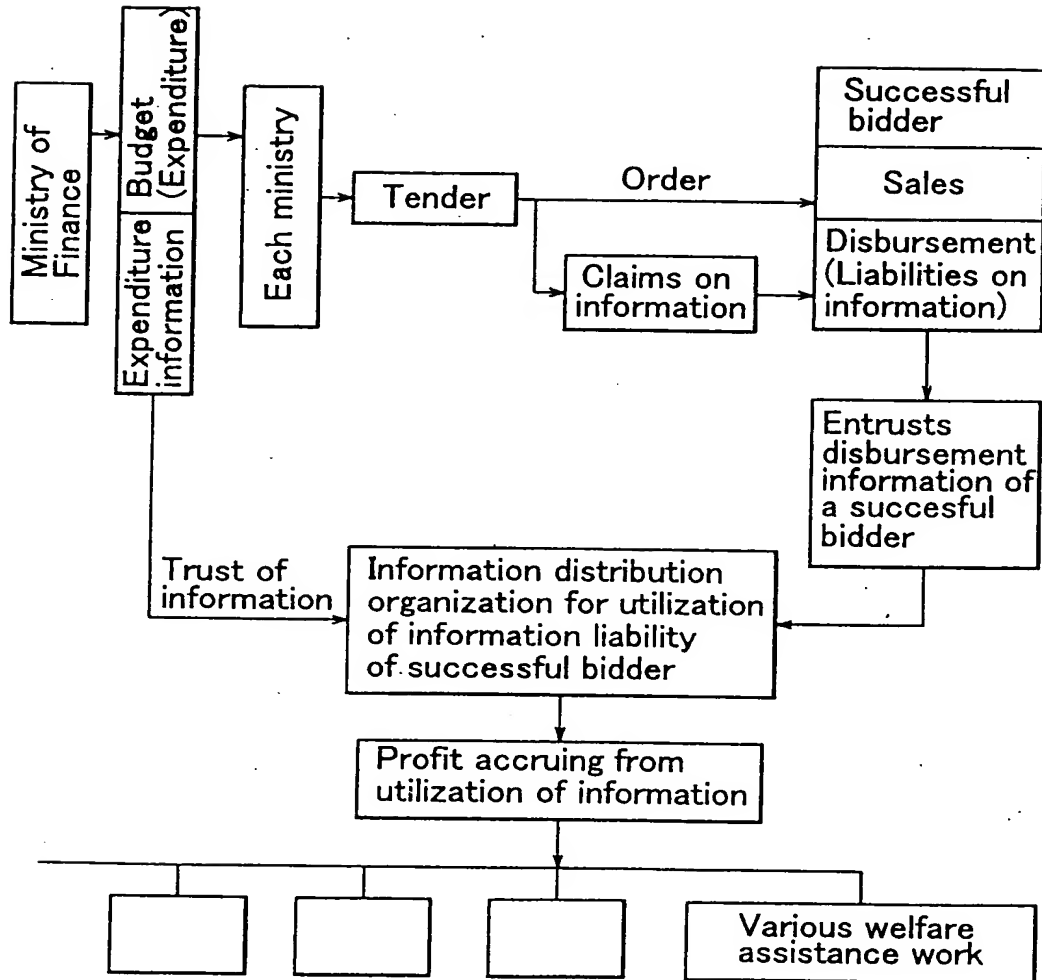 Ministry of
Finance
Budget
(Expenditure)
Expenditure
information
Each ministry
Tender
Order
Claims on
information
Successful
bidder
Sales
Disbursement
(Liabilities on
information)
Entrusts
disbursement
information of
a succesful
bidder
Trust of
information
Information distribution
organization for utilization
of information liability
of successful bidder
Profit accruing from
utilization of information
Various welfare
assistance work